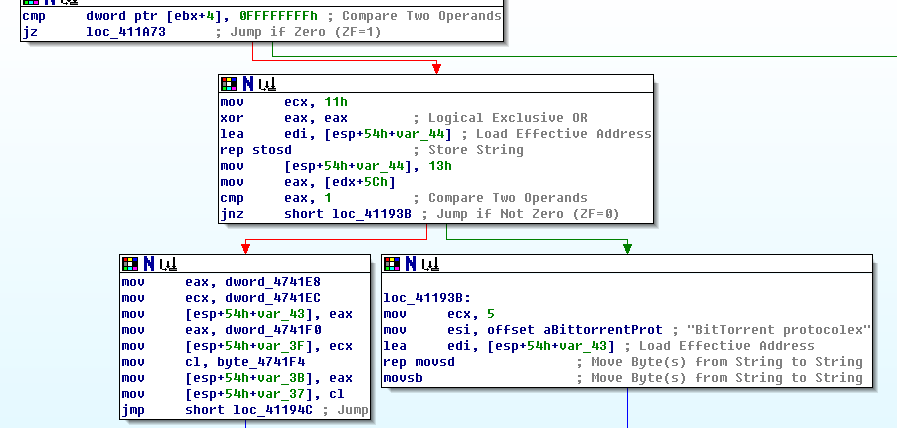 cmp dword ptr [ebx+4], 0FFFFFFFFh ; Compare Two Operands
jz loc_411A73 ; Jump if Zero (ZF=1)
mov ecx, 11h
xor eax, eax ; Logical Exclusive OR
lea edi, [esp+54h+var_44] ; Load Effective Address
rep stosd ; Store String
mov [esp+54h+var_44], 13h
mov eax, [edx+5Ch]
cmp eax, 1 ; Compare Two Operands
jnz short loc_41193B ; Jump if Not Zero (ZF=0)
mov eax, dword_4741E8
mov ecx, dword_4741EC
mov [esp+54h+var_43], eax
mov eax, dword_4741F0
mov [esp+54h+var_3F], ecx
mov cl, byte_4741F4
mov [esp+54h+var_3B], eax
mov [esp+54h+var_37], cl
jmp short loc_41194C ; Jump
loc_41193B:
mov ecx, 5
mov esi, offset aBittorrentProt ; "BitTorrent protocolex"
lea edi, [esp+54h+var_43] ; Load Effective Address
rep movsd ; Move Byte(s) from String to String
movsb ; Move Byte(s) from String to String